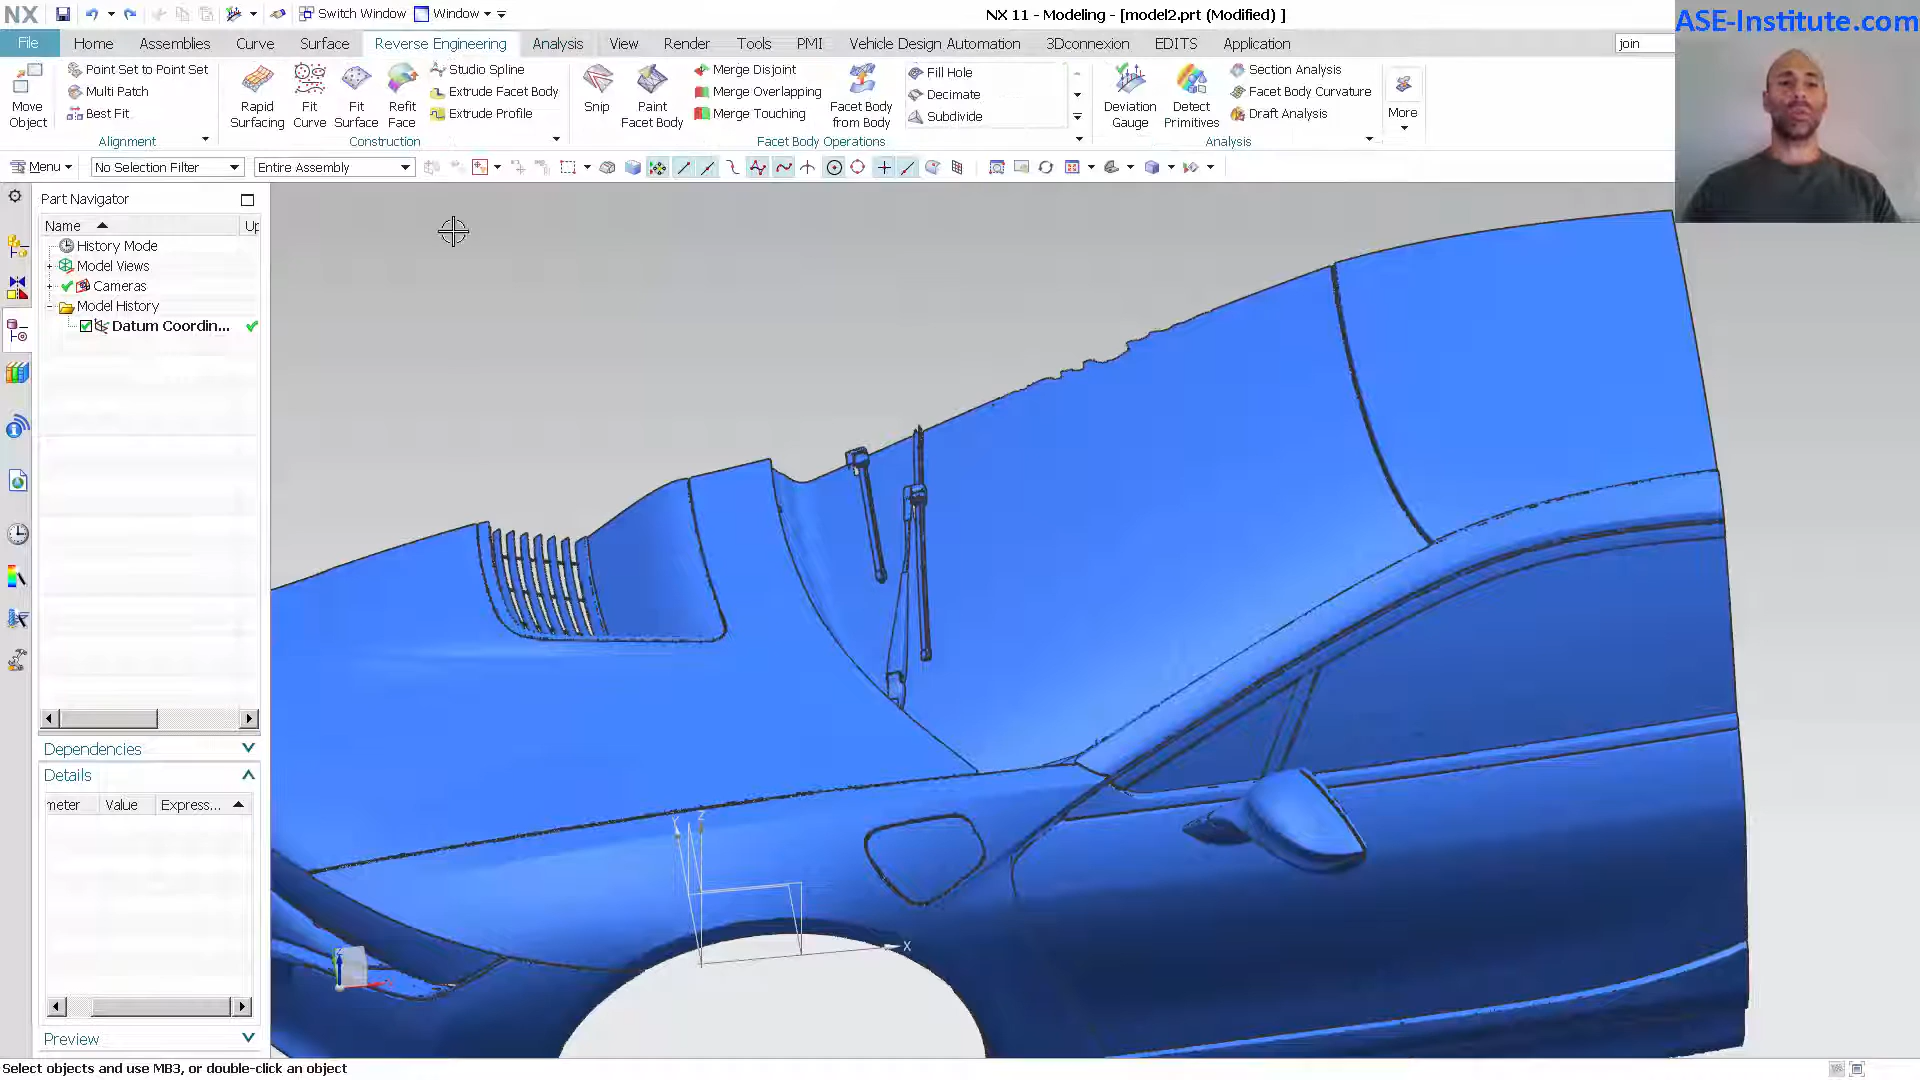 NX
Switch Window
Window
NX 11 - Modeling - [model2.prt (Modified) ]
ASE-Institute.com
File
Home
Assemblies
Curve
Surface
Reverse Engineering
Analysis
View
Render
Tools
PMI
Vehicle Design Automation
3Dconnexion
EDITS
Application
join
Move Object
Point Set to Point Set
Multi Patch
Best Fit
Alignment
Rapid Surfacing
Fit Curve
Fit Surface
Refit Face
Studio Spline
Extrude Facet Body
Extrude Profile
Construction
Snip
Paint Facet Body
Merge Disjoint
Merge Overlapping
Merge Touching
Facet Body from Body
Fill Hole
Decimate
Subdivide
Facet Body Operations
Deviation Gauge
Detect Primitives
Section Analysis
Facet Body Curvature
Draft Analysis
Analysis
More
Menu
No Selection Filter
Entire Assembly
Part Navigator
Name
Up
History Mode
Model Views
Cameras
Model History
Datum Coordin...
Dependencies
Details
meter
Value
Express...
Preview
Y
Z
X
Select objects and use MB3, or double-click an object